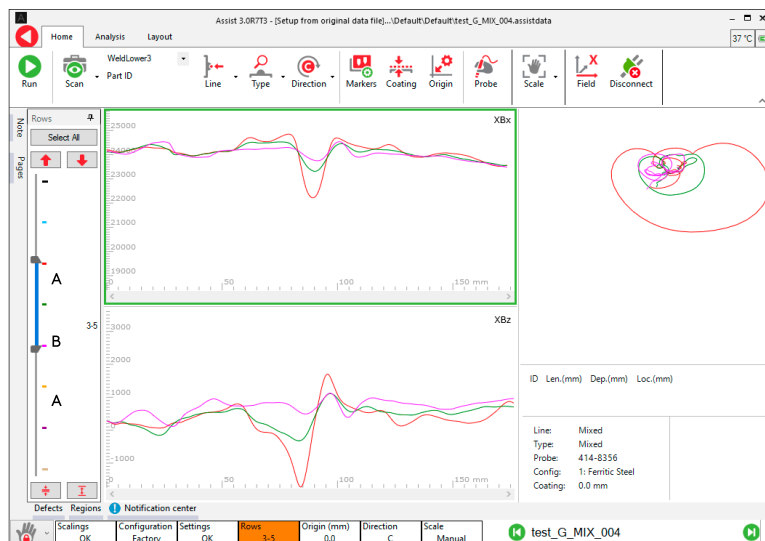 Assist 3.0R7T3 - [Setup from original data file]...\Default\Default\test_G_MIX_004.assistdata
Home Analysis Layout
37 °C
Run
Scan
WeldLower3
Part ID
Line
Type
Direction
Markers
Coating
Origin
Probe
Scale
Field
Disconnect
Note
Pages
Rows
Select All
A
3-5
B
A
XBx
25000
24000
23000
22000
21000
20000
19000
0 50 100 150 mm
XBz
3000
2000
1000
0
-1000
0 50 100 150 mm
ID Len.(mm) Dep.(mm) Loc.(mm)
Line: Mixed
Type: Mixed
Probe: 414-8356
Config: 1: Ferritic Steel
Coating: 0.0 mm
Defects Regions Notification center
Scalings OK
Configuration Factory
Settings OK
Rows 3-5
Origin (mm) 0.0
Direction C
Scale Manual
test_G_MIX_004